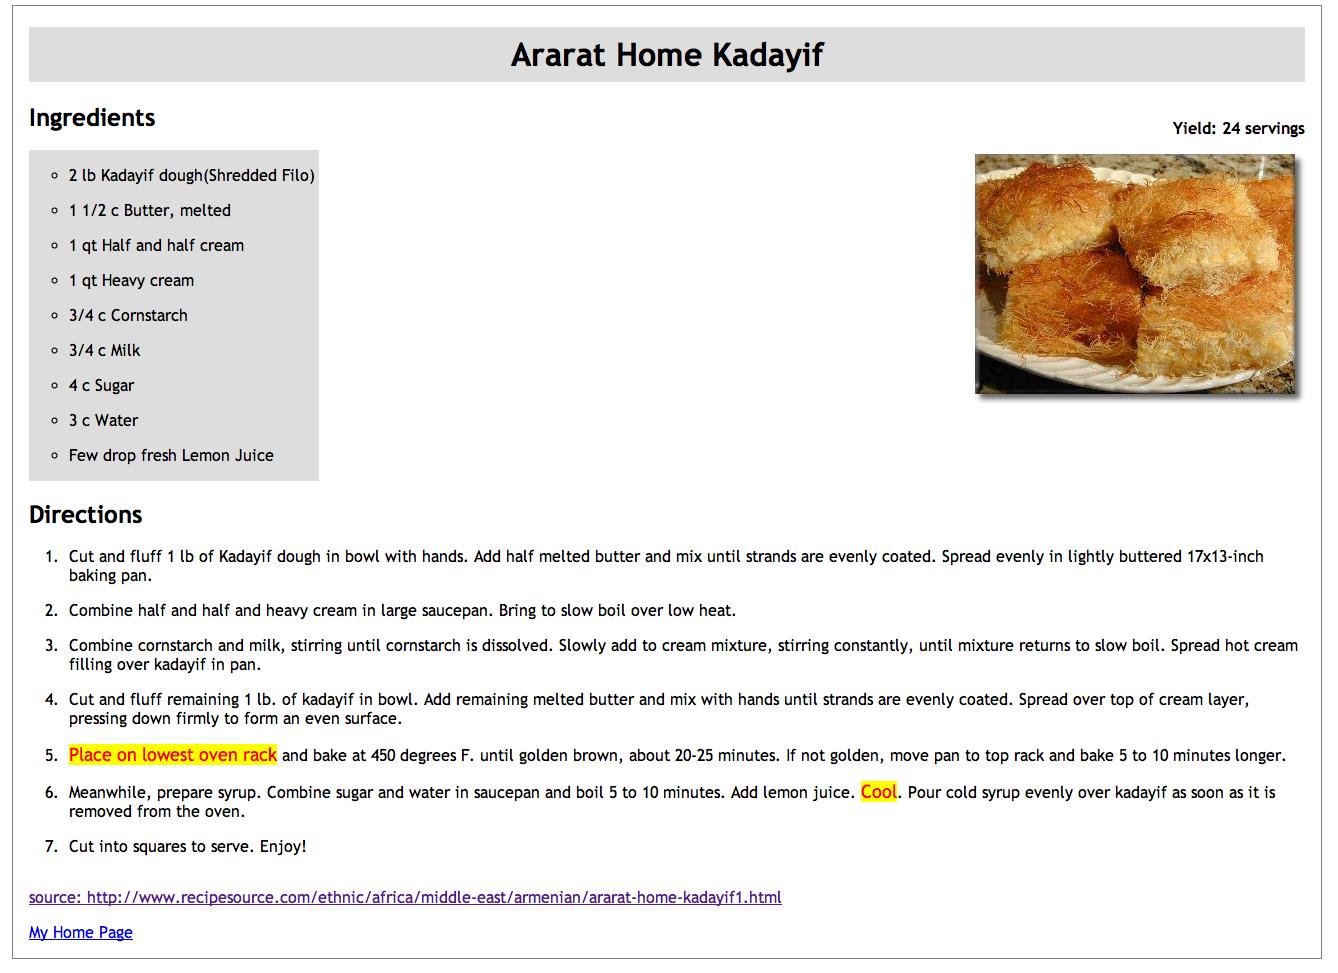 Ararat Home Kadayif
Ingredients
Yield: 24 servings
2 lb Kadayif dough(Shredded Filo)
1 1/2 c Butter, melted
1 qt Half and half cream
1 qt Heavy cream
3/4 c Cornstarch
3/4 c Milk
4 c Sugar
3 c Water
Few drop fresh Lemon Juice
Directions
1. Cut and fluff 1 lb of Kadayif dough in bowl with hands. Add half melted butter and mix until strands are evenly coated. Spread evenly in lightly buttered 17x13-inch
baking pan.
2. Combine half and half and heavy cream in large saucepan. Bring to slow boil over low heat.
3. Combine cornstarch and milk, stirring until cornstarch is dissolved. Slowly add to cream mixture, stirring constantly, until mixture returns to slow boil. Spread hot cream
filling over kadayif in pan.
4. Cut and fluff remaining 1 lb. of kadayif in bowl. Add remaining melted butter and mix with hands until strands are evenly coated. Spread over top of cream layer,
pressing down firmly to form an even surface.
5. Place on lowest oven rack and bake at 450 degrees F. until golden brown, about 20-25 minutes. If not golden, move pan to top rack and bake 5 to 10 minutes longer.
6. Meanwhile, prepare syrup. Combine sugar and water in saucepan and boil 5 to 10 minutes. Add lemon juice. Cool. Pour cold syrup evenly over kadayif as soon as it is
removed from the oven.
7. Cut into squares to serve. Enjoy!
source: http://www.recipesource.com/ethnic/africa/middle-east/armenian/ararat-home-kadayif1.html
My Home Page